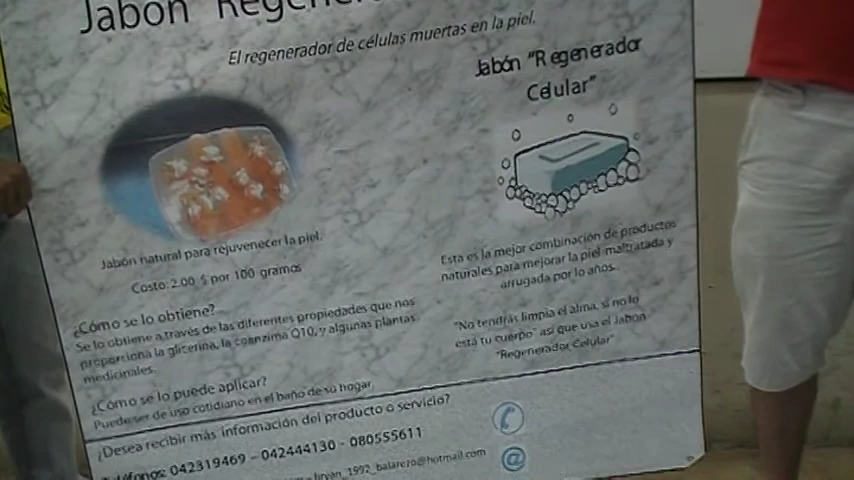 Jabón "Regener
El regenerador de células muertas en la piel.
Jabón natural para rejuvenecer la piel.
Costo: 2.00 $ por 100 gramos
¿Cómo se lo obtiene?
Se lo obtiene a través de las diferentes propiedades que nos
proporciona la glicerina, la coenzima Q10, y algunas plantas
medicinales.
¿Cómo se lo puede aplicar?
Puede ser de uso cotidiano en el baño de su hogar
Jabón "Regenerador
Celular"
Esta es la mejor combinación de productos
naturales para mejorar la piel maltratada y
arrugada por lo años.
"No tendrás limpia el alma, si no lo
está tu cuerpo" así que usa el Jabón
"Regenerador Celular"
¿Desea recibir más información del producto o servicio?
Teléfonos: 042319469 – 042444130 - 080555611
_1992_balarezo@hotmail.com
@